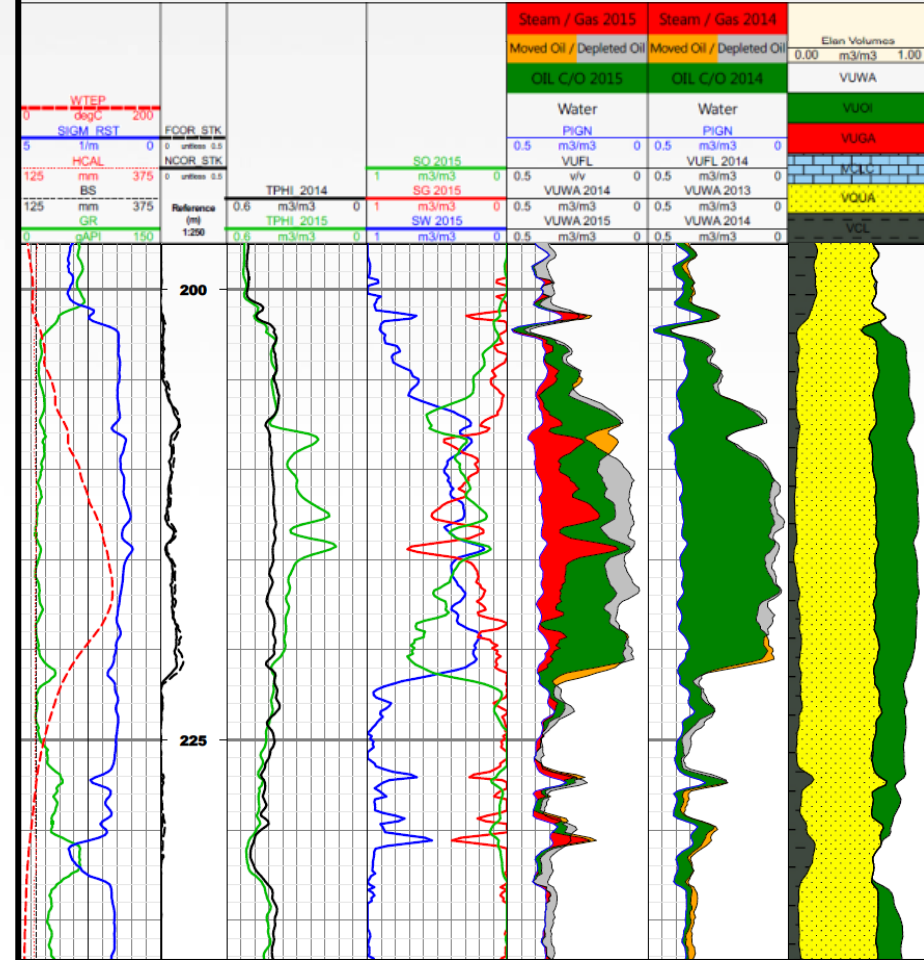 WTEP
0 degC 200
SIGM_RST
5 1/m 0
HCAL
125 mm 375
BS
125 mm 375
GR
0 gAPI 150
FCOR_STK
0 unitless 0.5
NCOR_STK
0 unitless 0.5
Reference
(m)
1:250
TPHI_2014
0.6 m3/m3 0
TPHI_2015
0.6 m3/m3 0
SO 2015
1 m3/m3 0
SG 2015
1 m3/m3 0
SW 2015
1 m3/m3 0
Steam / Gas 2015
Moved Oil / Depleted Oil
OIL C/O 2015
Water
PIGN
0.5 m3/m3 0
VUFL
0.5 v/v 0
VUWA 2014
0.5 m3/m3 0
VUWA 2015
0.5 m3/m3 0
Steam / Gas 2014
Moved Oil / Depleted Oil
OIL C/O 2014
Water
PIGN
0.5 m3/m3 0
VUFL 2014
0.5 m3/m3 0
VUWA 2013
0.5 m3/m3 0
VUWA 2014
0.5 m3/m3 0
Elan Volumes
0.00 m3/m3 1.00
VUWA
VUOI
VUGA
VCLC
VQUA
VCL
200
225